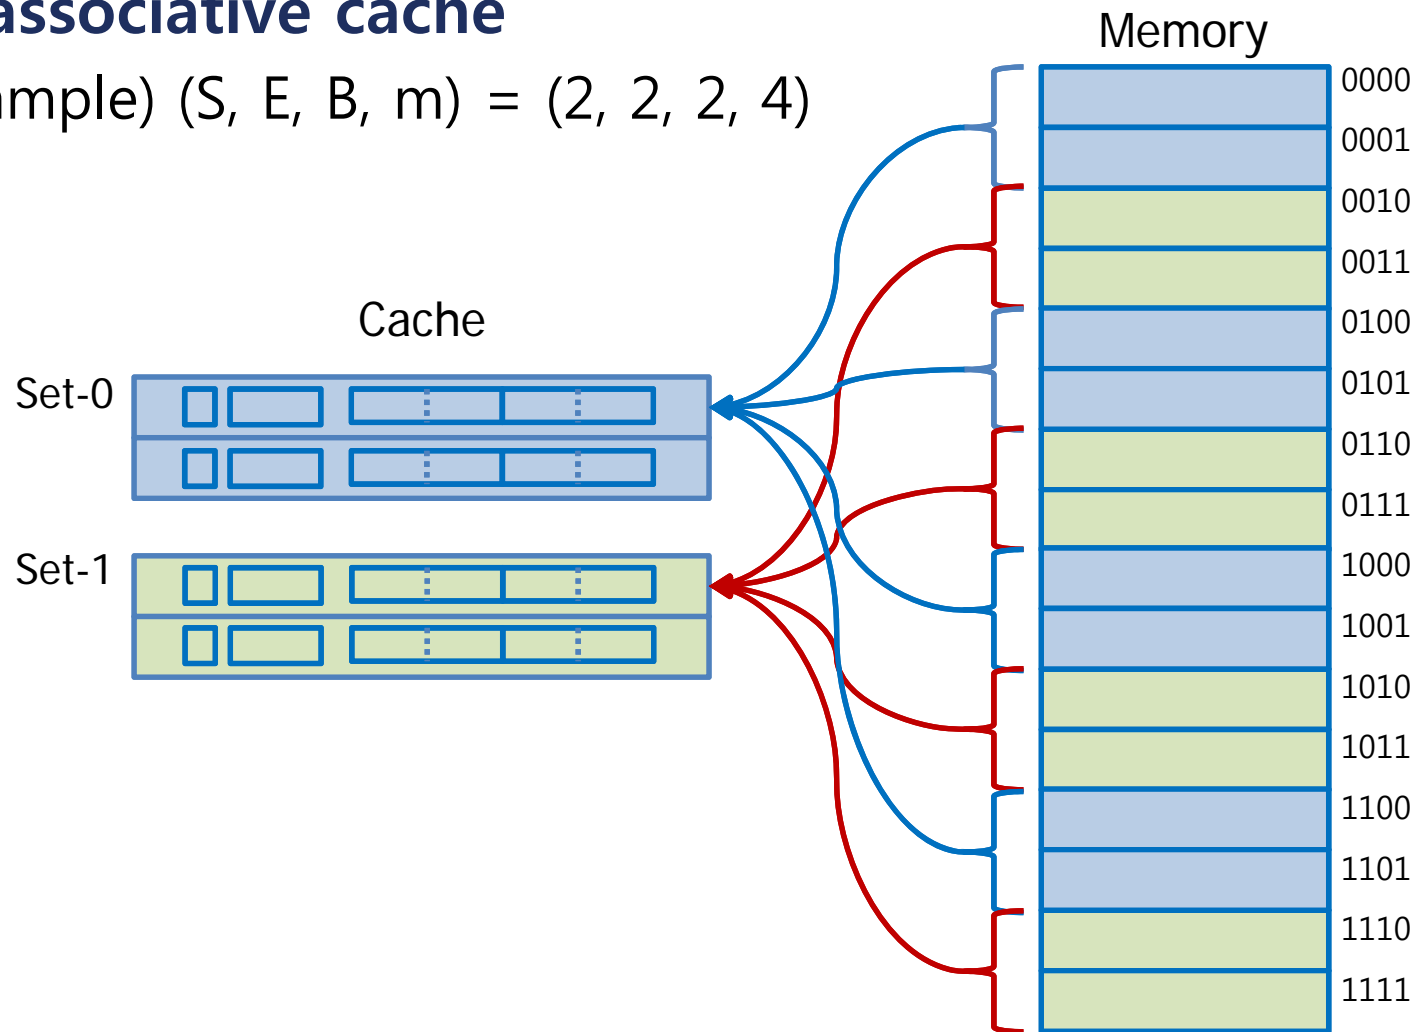 associative cache
ample) (S, E, B, m) = (2, 2, 2, 4)
Memory
0000
0001
0010
0011
0100
0101
0110
0111
1000
1001
1010
1011
1100
1101
1110
1111
Cache
Set-0
Set-1